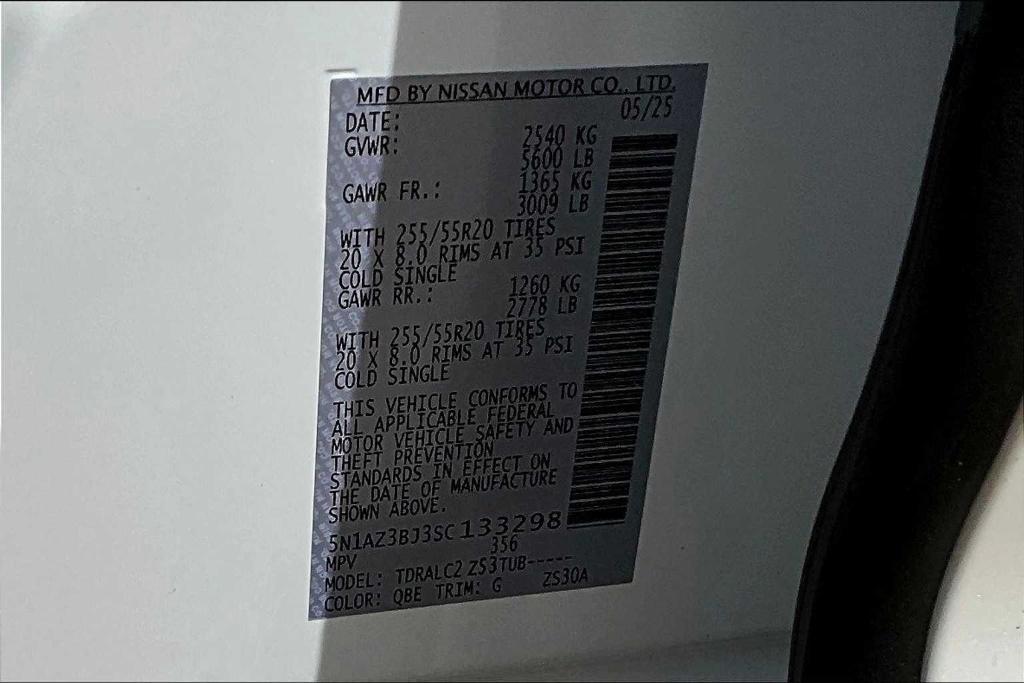 MFD BY NISSAN MOTOR CO., LTD.
DATE: 05/25
GVWR: 2540 KG
5600 LB
GAWR FR.: 1365 KG
3009 LB
WITH 255/55R20 TIRES
20 X 8.0 RIMS AT 35 PSI
COLD SINGLE
GAWR RR.: 1260 KG
2778 LB
WITH 255/55R20 TIRES
20 X 8.0 RIMS AT 35 PSI
COLD SINGLE
THIS VEHICLE CONFORMS TO
ALL APPLICABLE FEDERAL
MOTOR VEHICLE SAFETY AND
THEFT PREVENTION
STANDARDS IN EFFECT ON
THE DATE OF MANUFACTURE
SHOWN ABOVE.
5N1AZ3BJ3SC133298
MPV 356
MODEL: TDRALC2 ZS3TUB-----
COLOR: QBE TRIM: G ZS30A